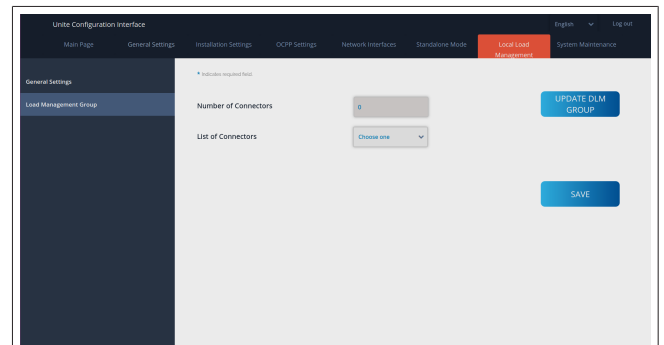 Unite Configuration Interface
English
Log out
Main Page
General Settings
Installation Settings
OCPP Settings
Network Interfaces
Standalone Mode
Local Load
Management
System Maintenance
General Settings
Load Management Group
* Indicates required field.
Number of Connectors
0
UPDATE DLM
GROUP
List of Connectors
Choose one
SAVE